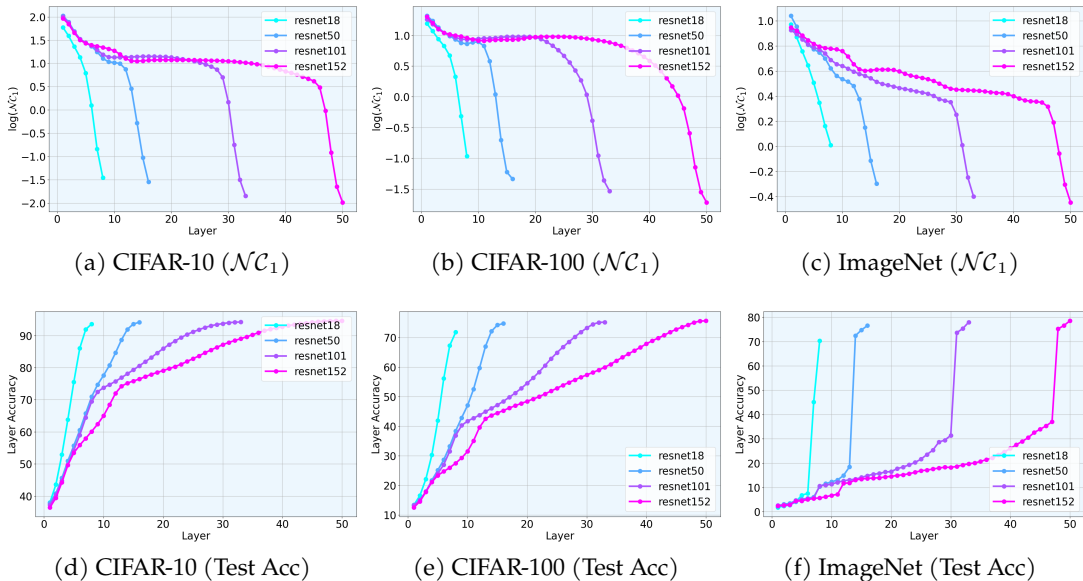 2.0
1.5
1.0
0.5
0.0
−0.5
−1.0
−1.5
−2.0
log(𝒩𝒞₁)
0 10 20 30 40 50
Layer
resnet18
resnet50
resnet101
resnet152
(a) CIFAR-10 (𝒩𝒞₁)
1.0
0.5
0.0
−0.5
−1.0
−1.5
log(𝒩𝒞₁)
0 10 20 30 40 50
Layer
resnet18
resnet50
resnet101
resnet152
(b) CIFAR-100 (𝒩𝒞₁)
1.0
0.8
0.6
0.4
0.2
0.0
−0.2
−0.4
log(𝒩𝒞₁)
0 10 20 30 40 50
Layer
resnet18
resnet50
resnet101
resnet152
(c) ImageNet (𝒩𝒞₁)
90
80
70
60
50
40
Layer Accuracy
0 10 20 30 40 50
Layer
resnet18
resnet50
resnet101
resnet152
(d) CIFAR-10 (Test Acc)
70
60
50
40
30
20
10
Layer Accuracy
0 10 20 30 40 50
Layer
resnet18
resnet50
resnet101
resnet152
(e) CIFAR-100 (Test Acc)
80
70
60
50
40
30
20
10
0
Layer Accuracy
0 10 20 30 40 50
Layer
resnet18
resnet50
resnet101
resnet152
(f) ImageNet (Test Acc)